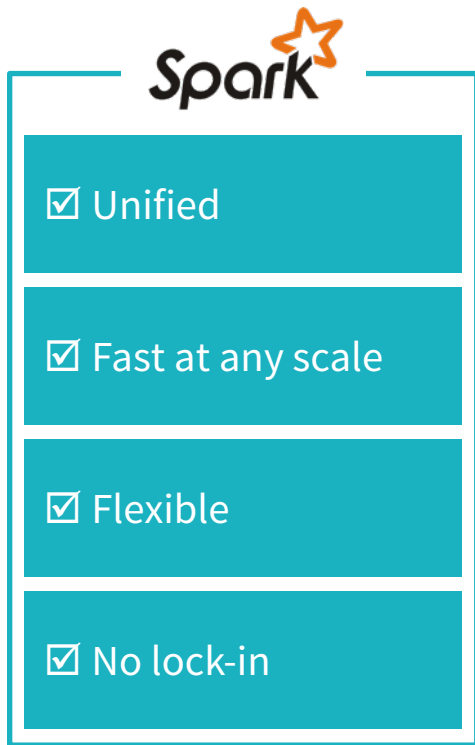 Spark
☑ Unified
☑ Fast at any scale
☑ Flexible
☑ No lock-in